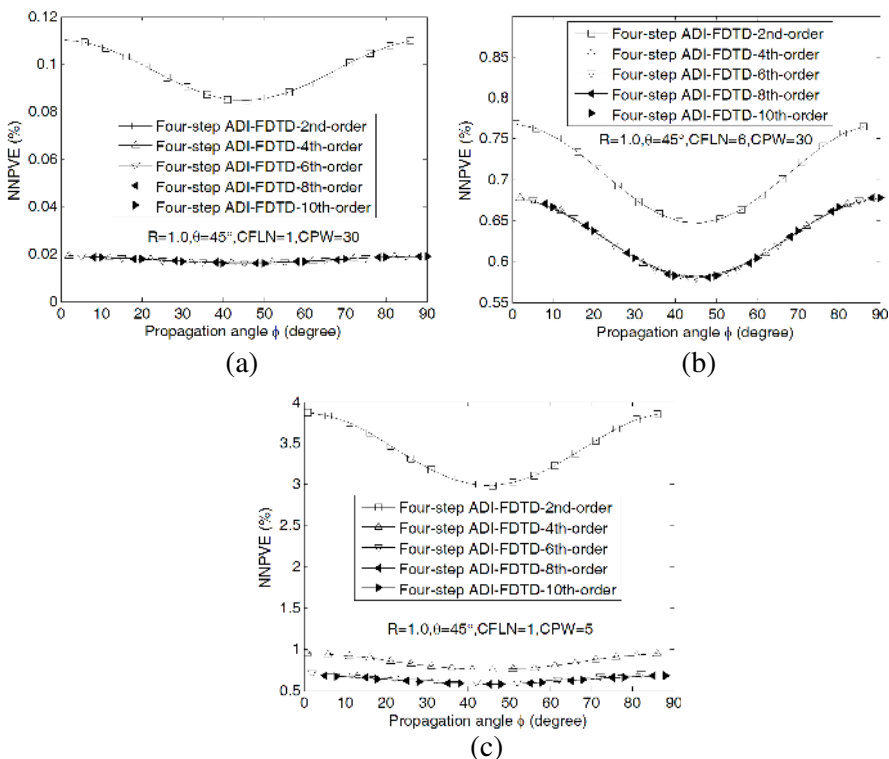 0.12
0.1
0.08
0.06
0.04
0.02
0
NNPVE (%)
Four-step ADI-FDTD-2nd-order
Four-step ADI-FDTD-4th-order
Four-step ADI-FDTD-6th-order
Four-step ADI-FDTD-8th-order
Four-step ADI-FDTD-10th-order
R=1.0,θ=45°,CFLN=1,CPW=30
0 10 20 30 40 50 60 70 80 90
Propagation angle ϕ (degree)
(a)
0.85
0.8
0.75
0.7
0.65
0.6
0.55
NNPVE (%)
Four-step ADI-FDTD-2nd-order
Four-step ADI-FDTD-4th-order
Four-step ADI-FDTD-6th-order
Four-step ADI-FDTD-8th-order
Four-step ADI-FDTD-10th-order
R=1.0,θ=45°,CFLN=6,CPW=30
0 10 20 30 40 50 60 70 80 90
Propagation angle ϕ (degree)
(b)
4
3.5
3
2.5
2
1.5
1
0.5
NNPVE (%)
Four-step ADI-FDTD-2nd-order
Four-step ADI-FDTD-4th-order
Four-step ADI-FDTD-6th-order
Four-step ADI-FDTD-8th-order
Four-step ADI-FDTD-10th-order
R=1.0,θ=45°,CFLN=1,CPW=5
0 10 20 30 40 50 60 70 80 90
Propagation angle ϕ (degree)
(c)